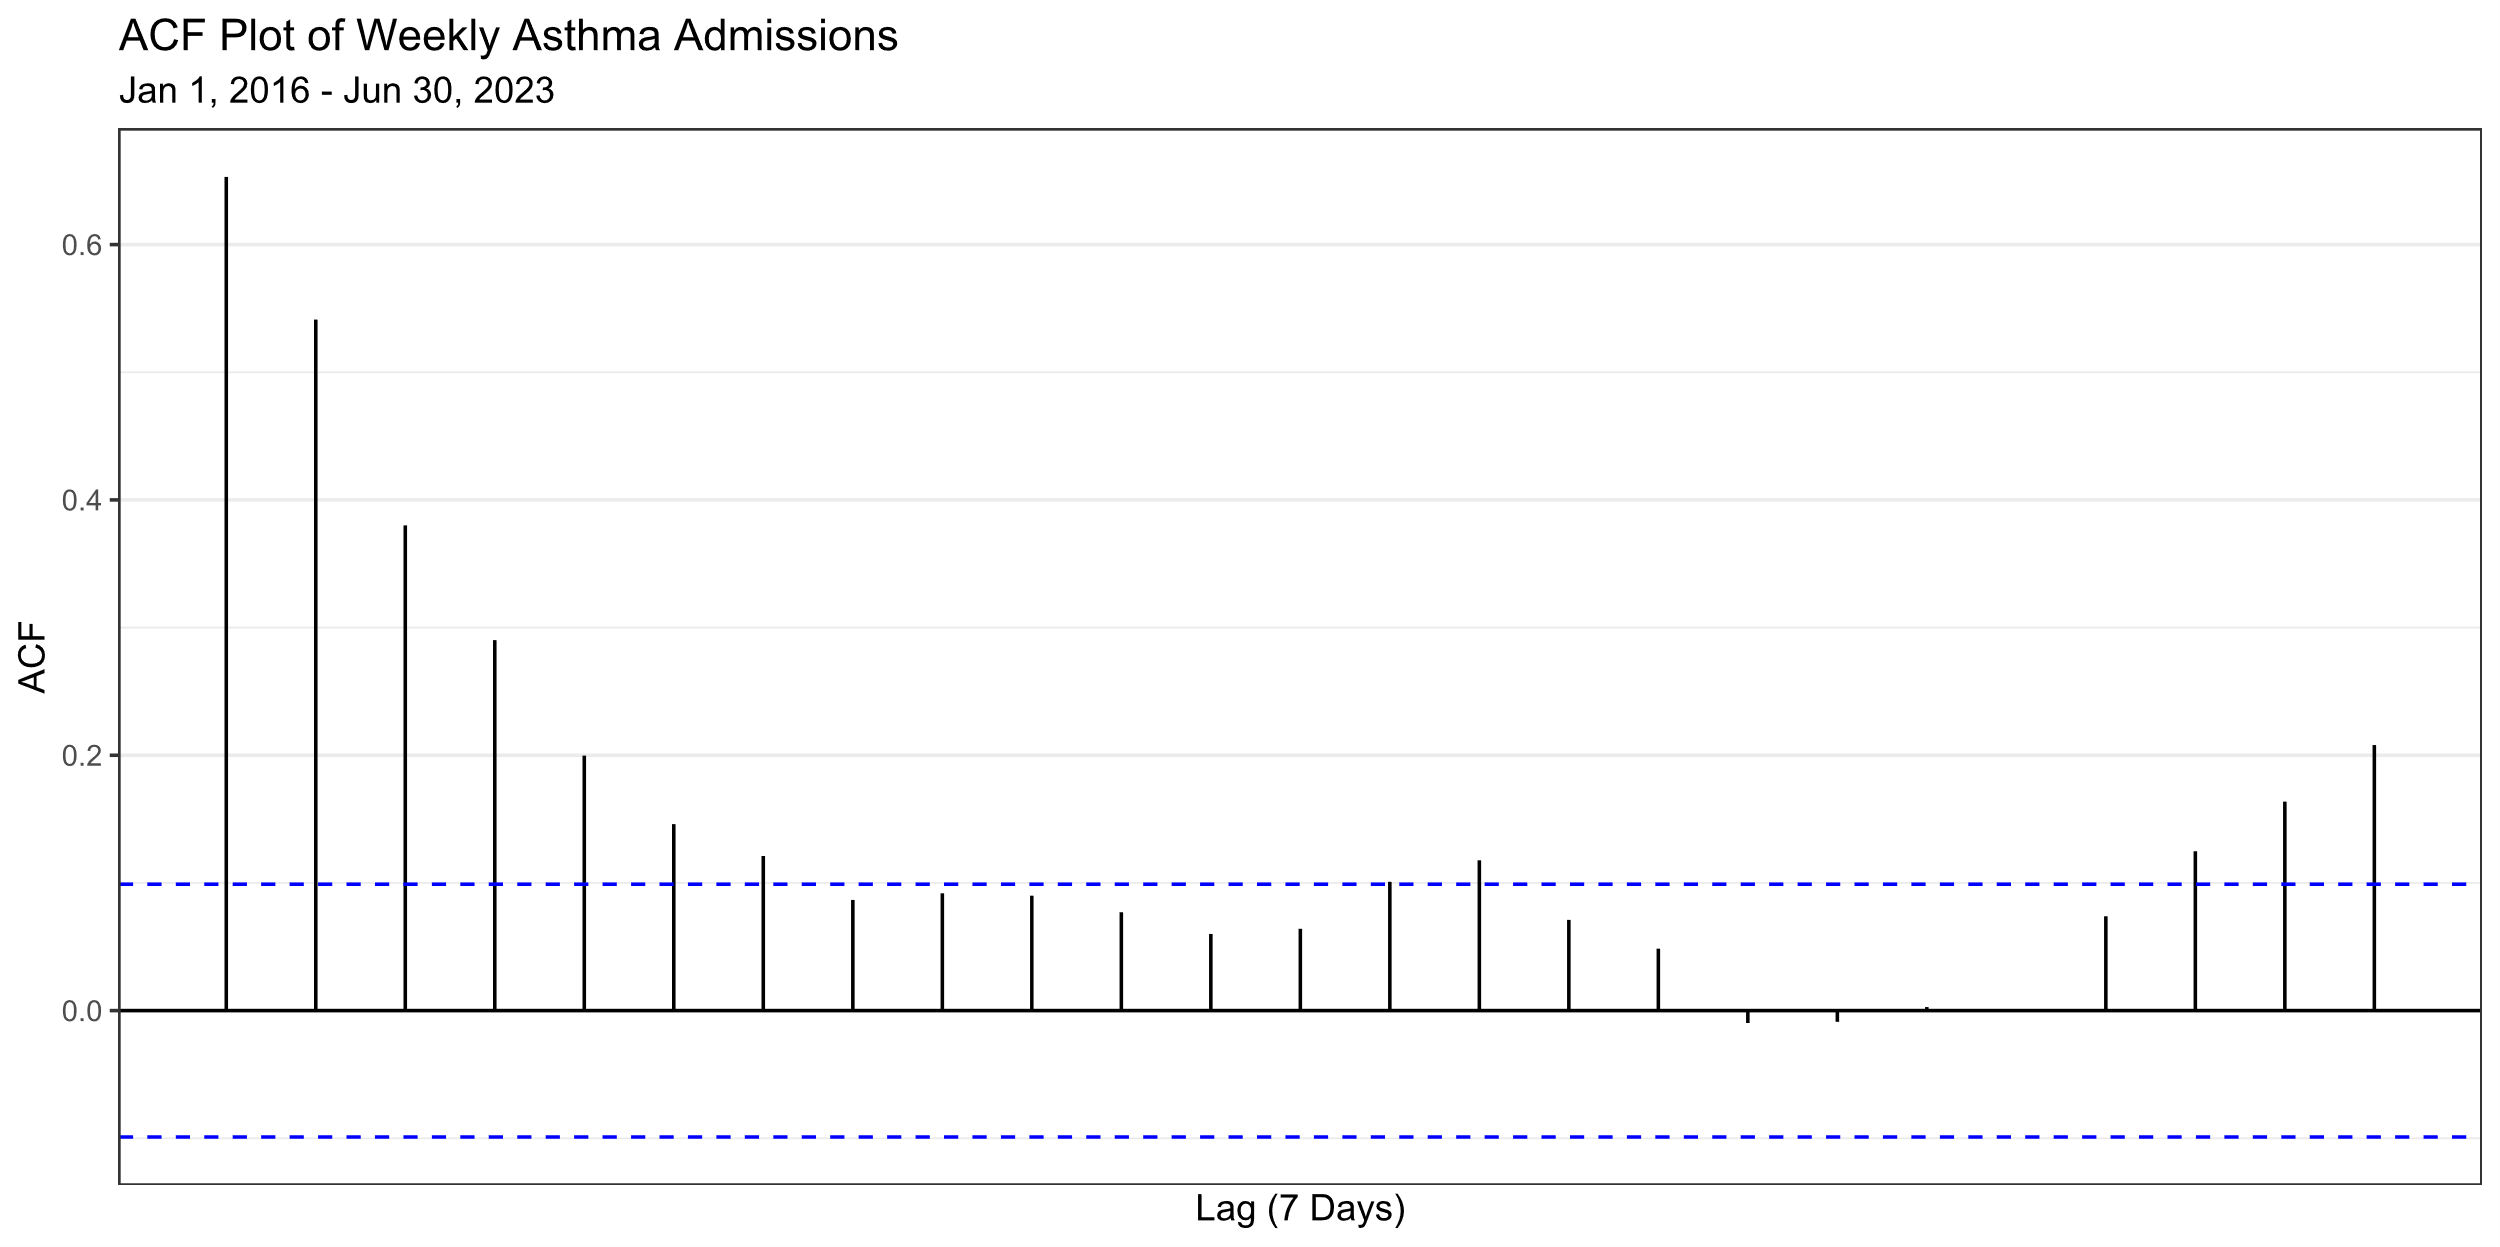 ACF Plot of Weekly Asthma Admissions
Jan 1, 2016 - Jun 30, 2023
0.6
0.4
0.2
0.0
ACF
Lag (7 Days)